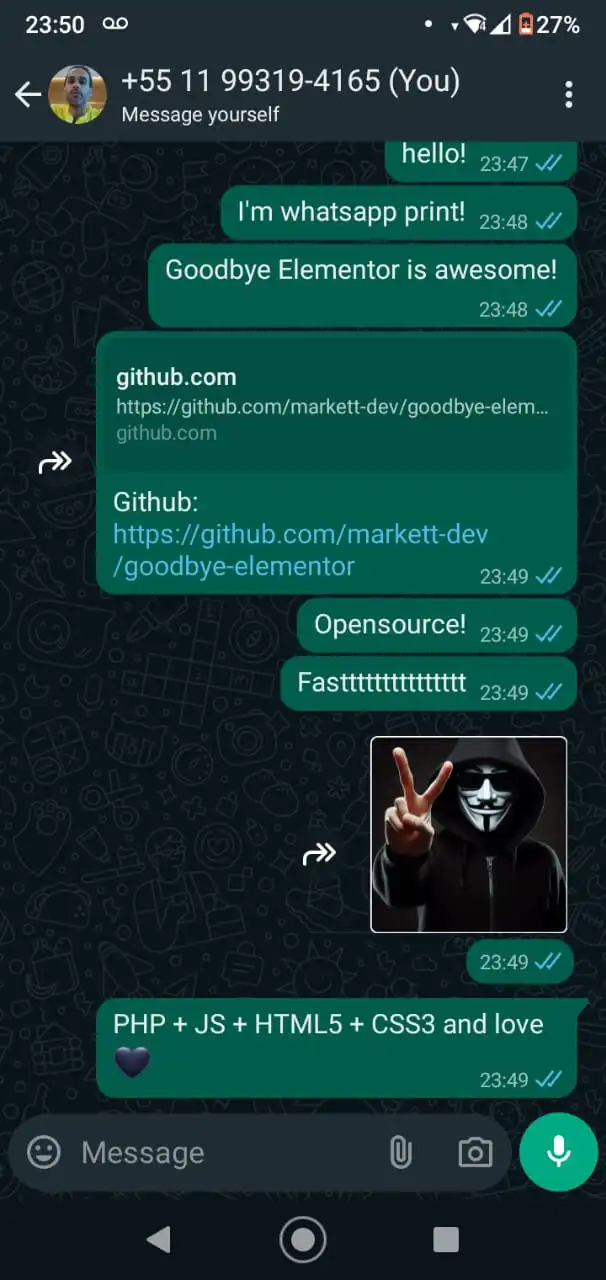 23:50
27%
+55 11 99319-4165 (You)
Message yourself
hello! 23:47
I'm whatsapp print! 23:48
Goodbye Elementor is awesome!
23:48
github.com
https://github.com/markett-dev/goodbye-elem...
github.com
Github:
https://github.com/markett-dev
/goodbye-elementor
23:49
Opensource! 23:49
Fastttttttttttttttt 23:49
23:49
PHP + JS + HTML5 + CSS3 and love
🖤
23:49
Message